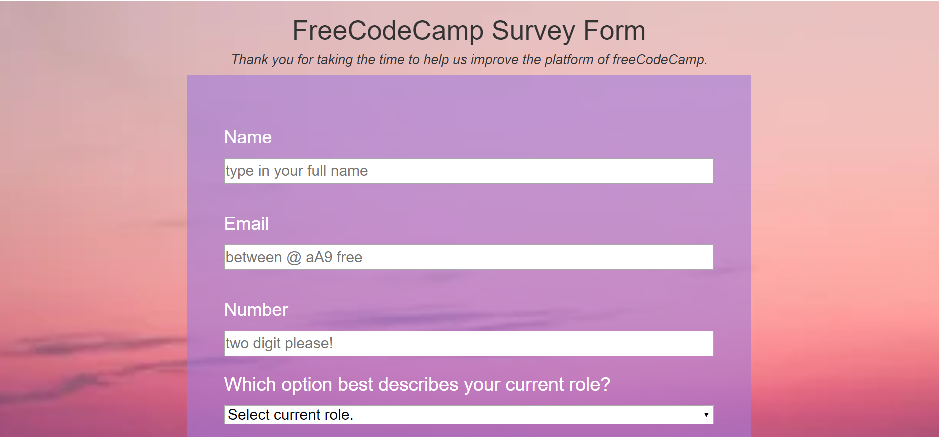 FreeCodeCamp Survey Form
Thank you for taking the time to help us improve the platform of freeCodeCamp.
Name
type in your full name
Email
between @ aA9 free
Number
two digit please!
Which option best describes your current role?
Select current role.